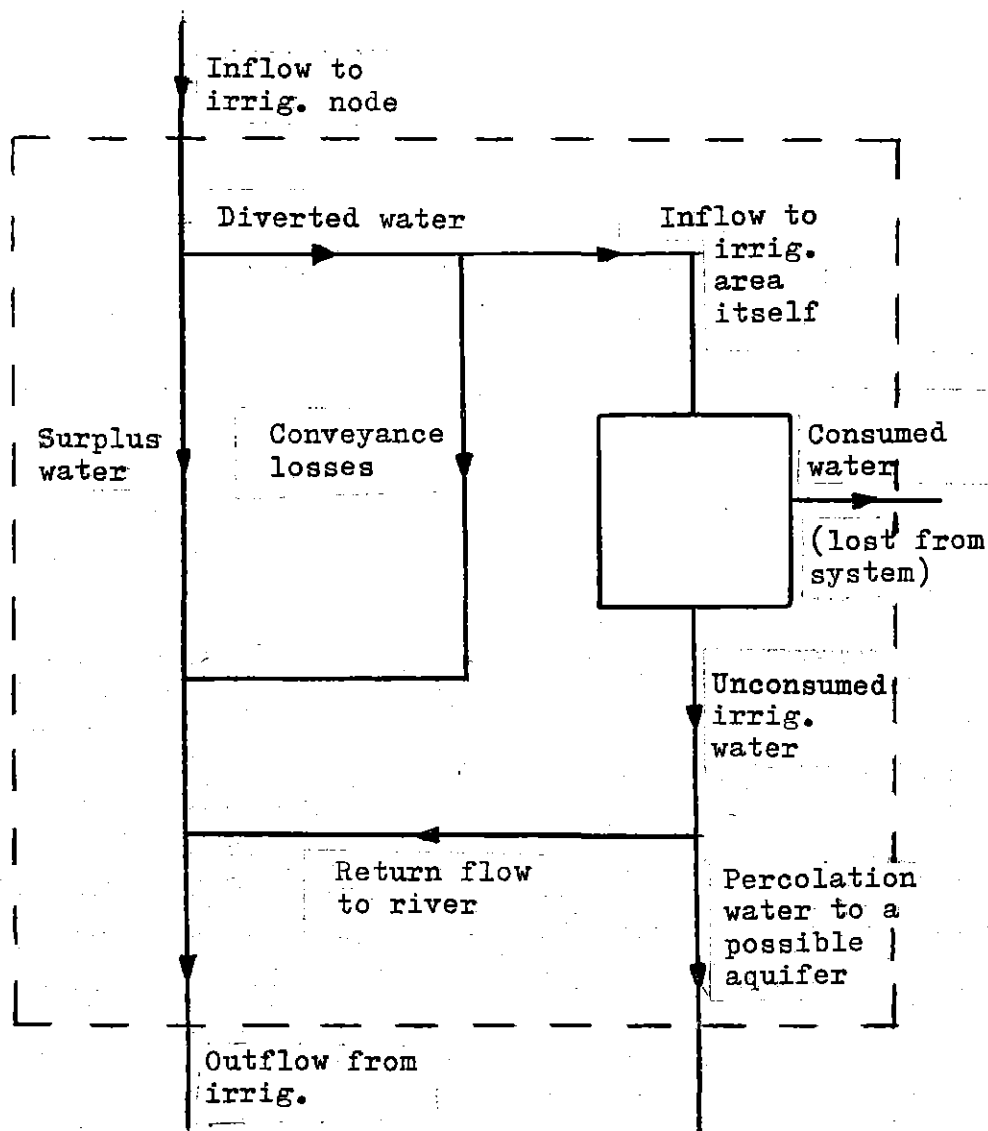 Inflow to
irrig. node
Diverted water
Inflow to
irrig.
area
itself
Surplus
water
Conveyance
losses
Consumed
water
(lost from
system)
Unconsumed
irrig.
water
Return flow
to river
Percolation
water to a
possible
aquifer
Outflow from
irrig.